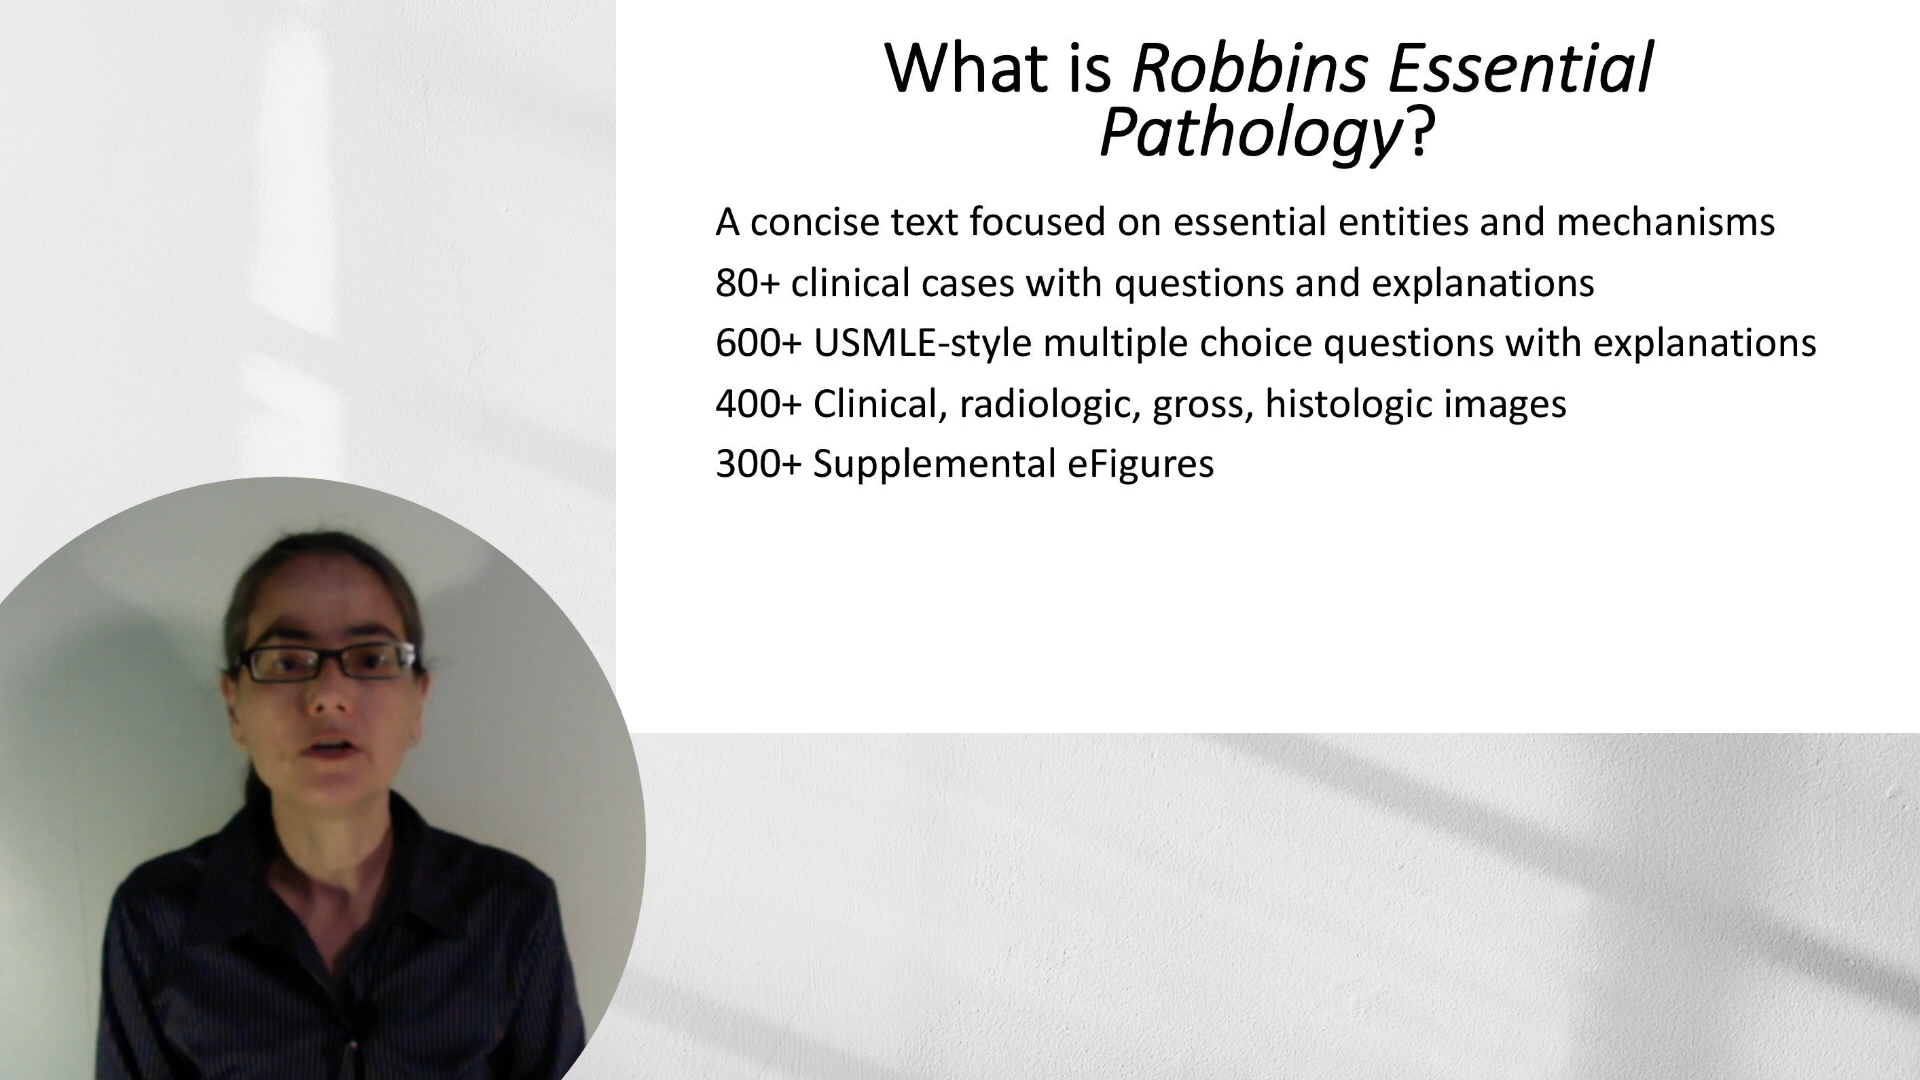 What is Robbins Essential
Pathology?
A concise text focused on essential entities and mechanisms
80+ clinical cases with questions and explanations
600+ USMLE-style multiple choice questions with explanations
400+ Clinical, radiologic, gross, histologic images
300+ Supplemental eFigures